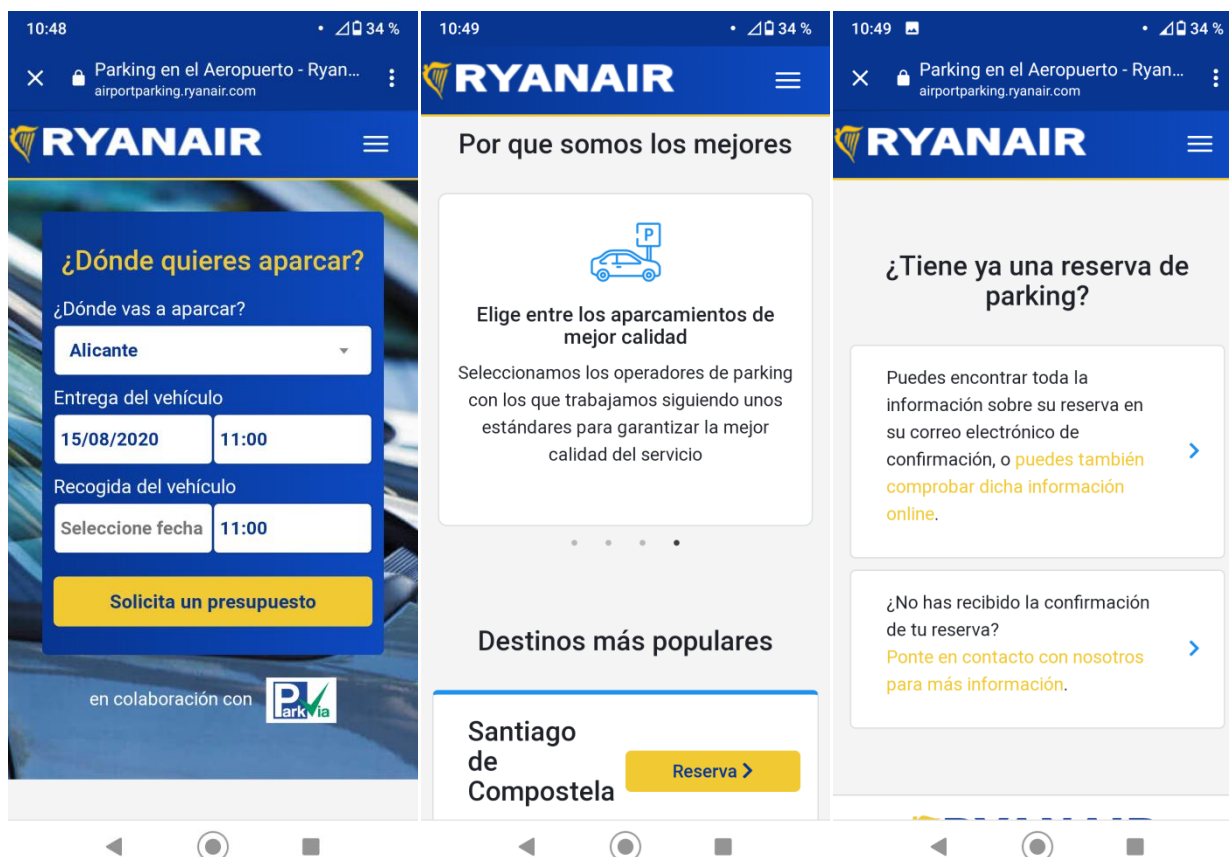 10:48
34 %
Parking en el Aeropuerto - Ryan...
airportparking.ryanair.com
RYANAIR
¿Dónde quieres aparcar?
¿Dónde vas a aparcar?
Alicante
Entrega del vehículo
15/08/2020
11:00
Recogida del vehículo
Seleccione fecha
11:00
Solicita un presupuesto
en colaboración con
ParkVia
10:49
34 %
RYANAIR
Por que somos los mejores
P
Elige entre los aparcamientos de
mejor calidad
Seleccionamos los operadores de parking
con los que trabajamos siguiendo unos
estándares para garantizar la mejor
calidad del servicio
Destinos más populares
Santiago
de
Compostela
Reserva
10:49
34 %
Parking en el Aeropuerto - Ryan...
airportparking.ryanair.com
RYANAIR
¿Tiene ya una reserva de
parking?
Puedes encontrar toda la
información sobre su reserva en
su correo electrónico de
confirmación, o puedes también
comprobar dicha información
online.
¿No has recibido la confirmación
de tu reserva?
Ponte en contacto con nosotros
para más información.